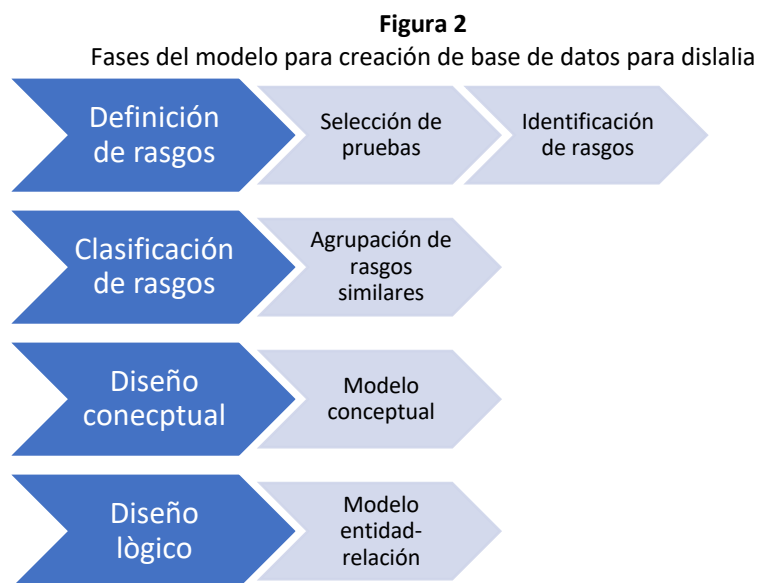 Figura 2
Fases del modelo para creación de base de datos para dislalia
Definición
de rasgos
Selección de
pruebas
Identificación
de rasgos
Clasificación
de rasgos
Agrupación de
rasgos
similares
Diseño
conecptual
Modelo
conceptual
Diseño
lògico
Modelo
entidad-
relación